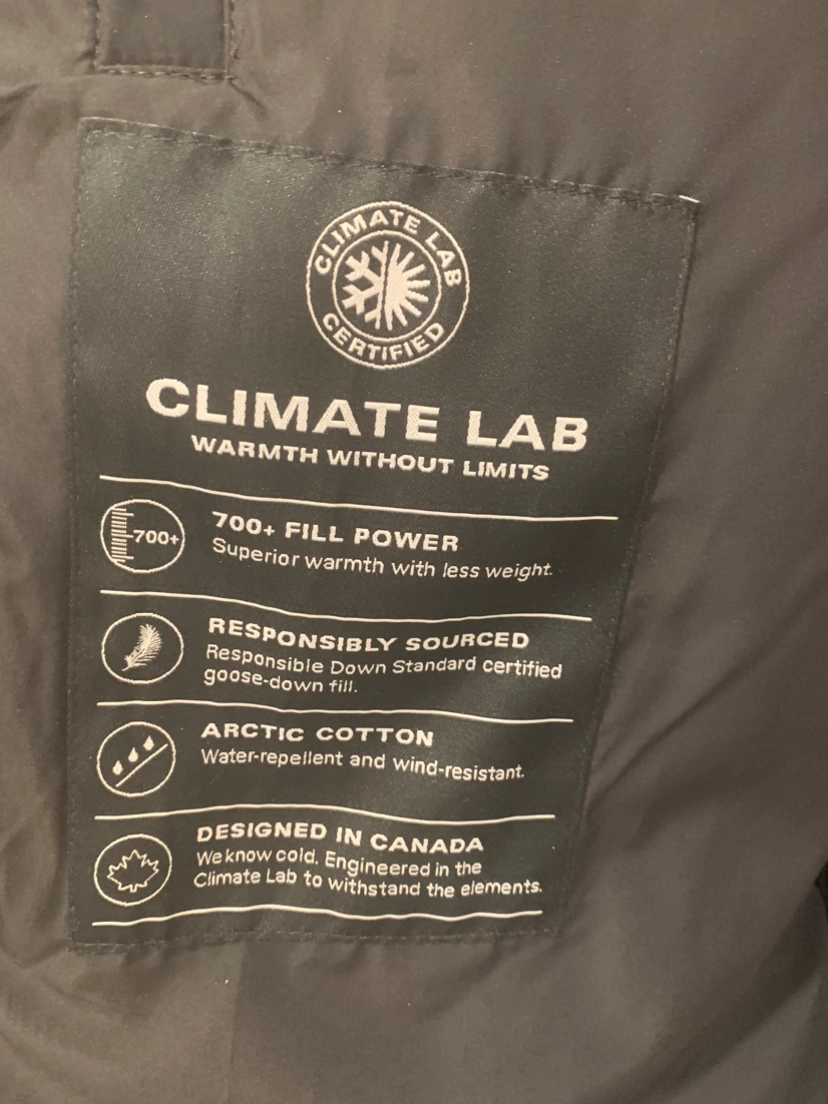 CLIMATE LAB
CERTIFIED
CLIMATE LAB
WARMTH WITHOUT LIMITS
700+
700+ FILL POWER
Superior warmth with less weight.
RESPONSIBLY SOURCED
Responsible Down Standard certified
goose-down fill.
ARCTIC COTTON
Water-repellent and wind-resistant.
DESIGNED IN CANADA
We know cold. Engineered in the
Climate Lab to withstand the elements.